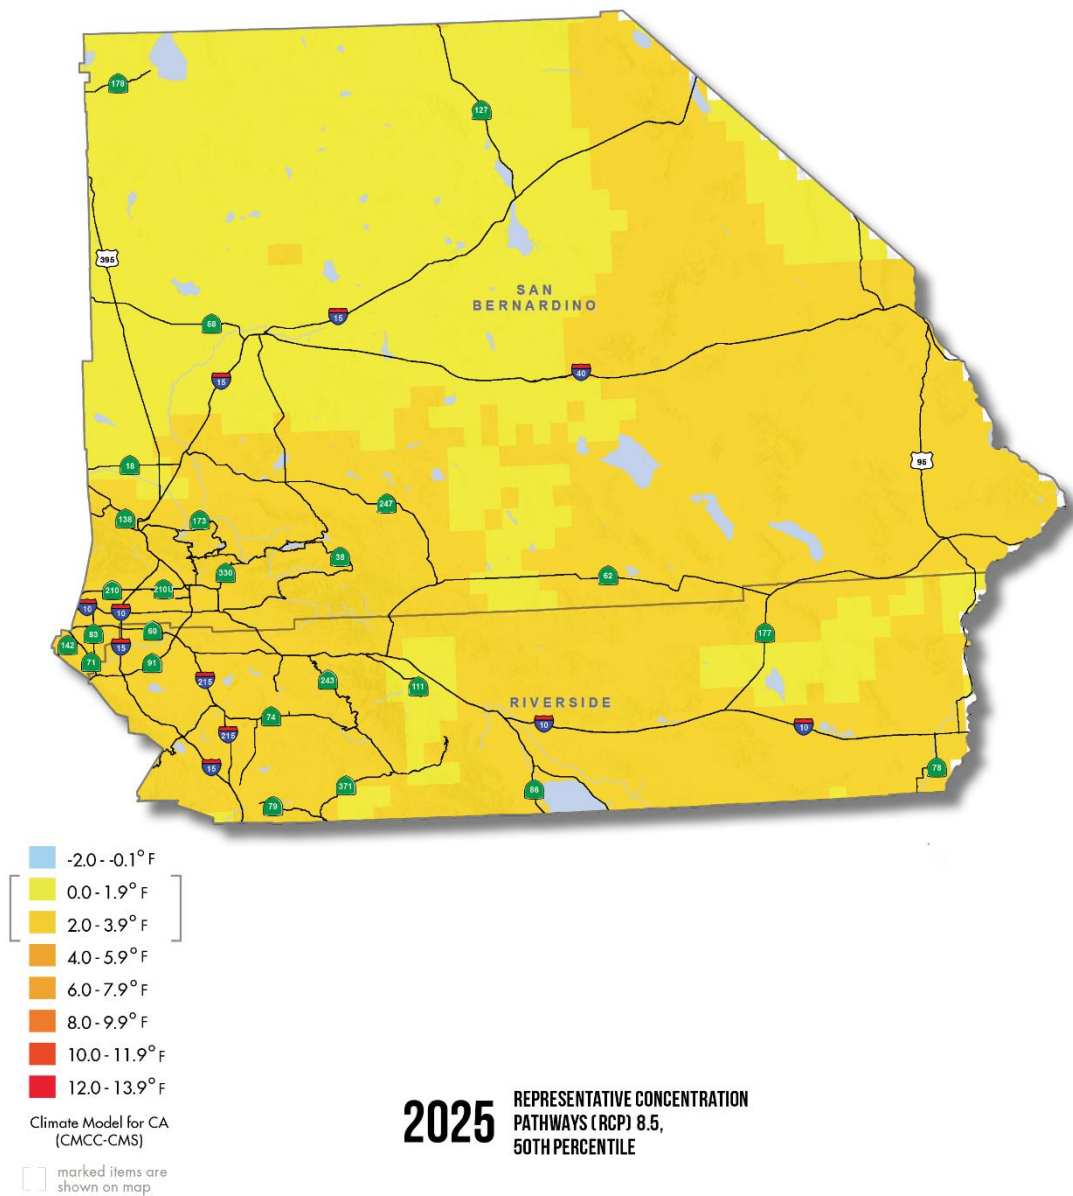 178
127
395
SAN
BERNARDINO
58
15
15
40
95
18
247
138
173
38
330
62
210
210U
10
10
83
60
177
142
15
71
91
215
243
111
RIVERSIDE
74
10
10
215
15
78
371
86
79
-2.0 - -0.1° F
0.0 - 1.9° F
2.0 - 3.9° F
4.0 - 5.9° F
6.0 - 7.9° F
8.0 - 9.9° F
10.0 - 11.9° F
12.0 - 13.9° F
Climate Model for CA
(CMCC-CMS)
marked items are
shown on map
2025
REPRESENTATIVE CONCENTRATION
PATHWAYS (RCP) 8.5,
50TH PERCENTILE